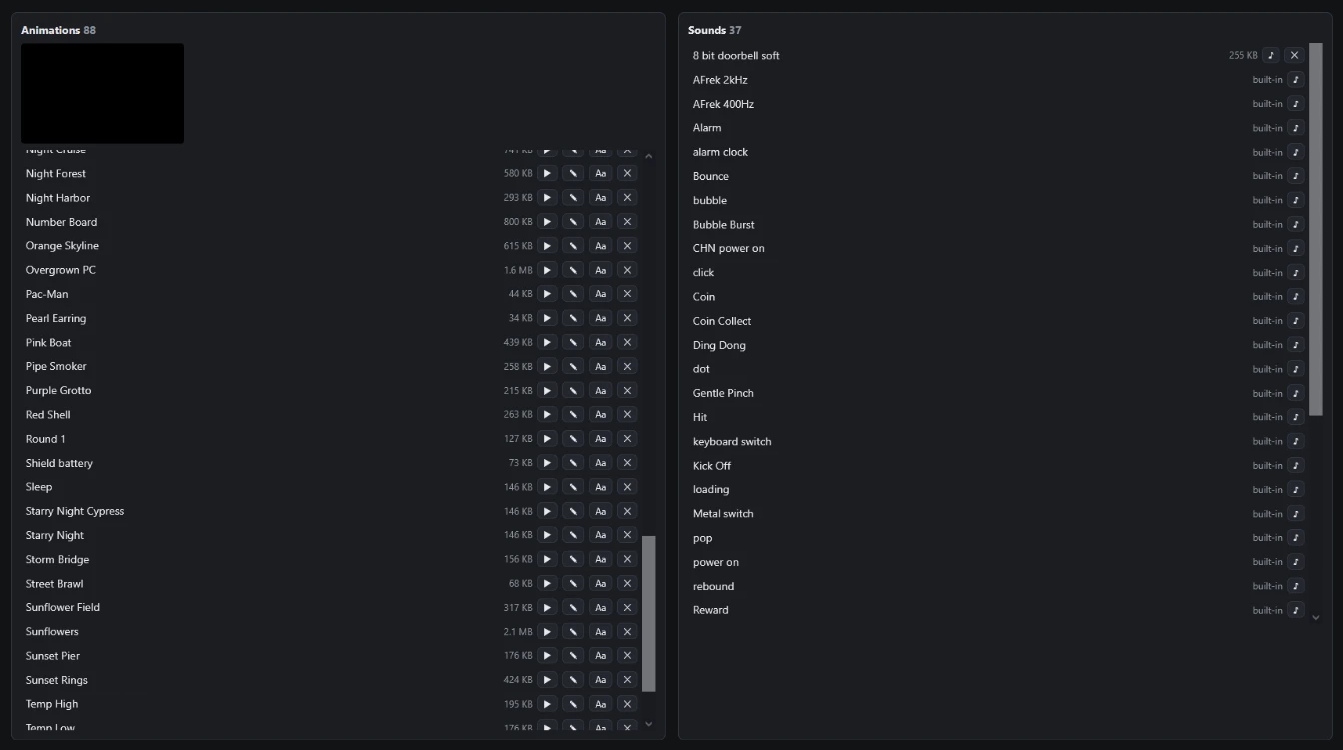 Animations 88
Night Cruise 741 KB Aa
Night Forest 580 KB Aa
Night Harbor 293 KB Aa
Number Board 800 KB Aa
Orange Skyline 615 KB Aa
Overgrown PC 1.6 MB Aa
Pac-Man 44 KB Aa
Pearl Earring 34 KB Aa
Pink Boat 439 KB Aa
Pipe Smoker 258 KB Aa
Purple Grotto 215 KB Aa
Red Shell 263 KB Aa
Round 1 127 KB Aa
Shield battery 73 KB Aa
Sleep 146 KB Aa
Starry Night Cypress 146 KB Aa
Starry Night 146 KB Aa
Storm Bridge 156 KB Aa
Street Brawl 68 KB Aa
Sunflower Field 317 KB Aa
Sunflowers 2.1 MB Aa
Sunset Pier 176 KB Aa
Sunset Rings 424 KB Aa
Temp High 195 KB Aa
Temp Low 176 KB Aa
Sounds 37
8 bit doorbell soft 255 KB
AFrek 2kHz built-in
AFrek 400Hz built-in
Alarm built-in
alarm clock built-in
Bounce built-in
bubble built-in
Bubble Burst built-in
CHN power on built-in
click built-in
Coin built-in
Coin Collect built-in
Ding Dong built-in
dot built-in
Gentle Pinch built-in
Hit built-in
keyboard switch built-in
Kick Off built-in
loading built-in
Metal switch built-in
pop built-in
power on built-in
rebound built-in
Reward built-in